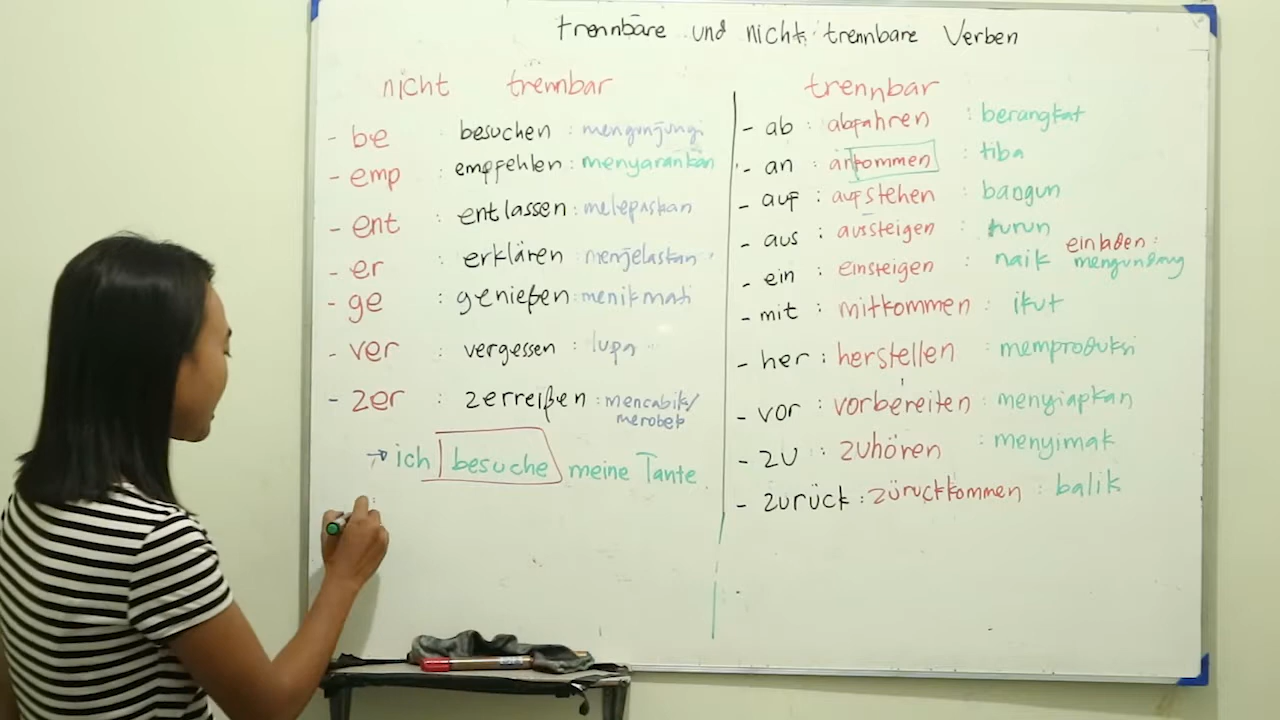 trennbare und nicht trennbare Verben
nicht trennbar
- be : besuchen : mengunjungi
- emp : empfehlen : menyarankan
- ent : entlassen : melepaskan
- er : erklären : menjelaskan
- ge : genießen : menikmati
- ver : vergessen : lupa
- zer : zerreißen : mencabik/
merobek
→ ich besuche meine Tante.
trennbar
- ab : abfahren : berangkat
- an : ankommen : tiba
- auf : aufstehen : bangun
- aus : aussteigen : turun
einladen :
- ein : einsteigen : naik mengundang
- mit : mitkommen : ikut
- her : herstellen : memproduksi
- vor : vorbereiten : menyiapkan
- zu : zuhören : menyimak
- zurück : zürückkommen : balik